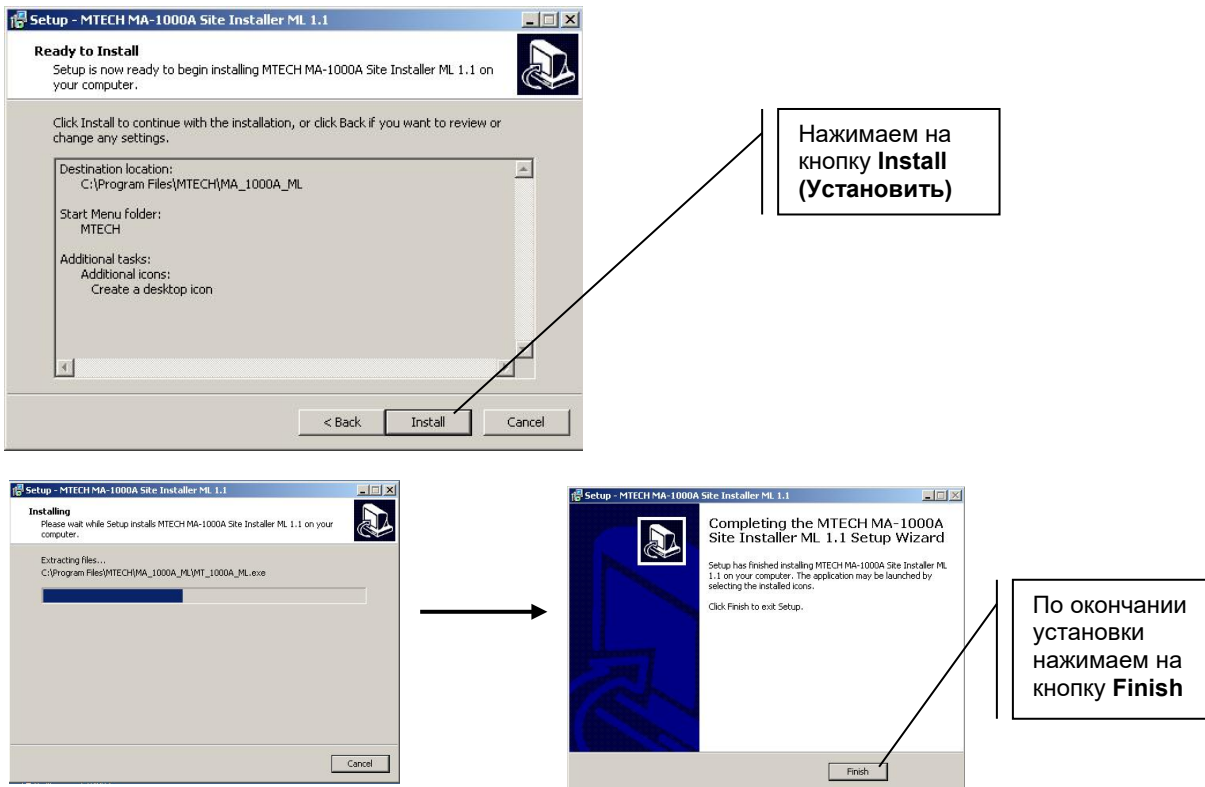 Setup - MTECH MA-1000A Site Installer ML 1.1
Ready to Install
Setup is now ready to begin installing MTECH MA-1000A Site Installer ML 1.1 on
your computer.
Click Install to continue with the installation, or click Back if you want to review or
change any settings.
Destination location:
C:\Program Files\MTECH\MA_1000A_ML
Start Menu folder:
MTECH
Additional tasks:
Additional icons:
Create a desktop icon
< Back
Install
Cancel
Нажимаем на
кнопку Install
(Установить)
Setup - MTECH MA-1000A Site Installer ML 1.1
Installing
Please wait while Setup installs MTECH MA-1000A Site Installer ML 1.1 on your
computer.
Extracting files...
C:\Program Files\MTECH\MA_1000A_ML\MT_1000A_ML.exe
Cancel
Setup - MTECH MA-1000A Site Installer ML 1.1
Completing the MTECH MA-1000A
Site Installer ML 1.1 Setup Wizard
Setup has finished installing MTECH MA-1000A Site Installer ML
1.1 on your computer. The application may be launched by
selecting the installed icons.
Click Finish to exit Setup.
Finish
По окончании
установки
нажимаем на
кнопку Finish